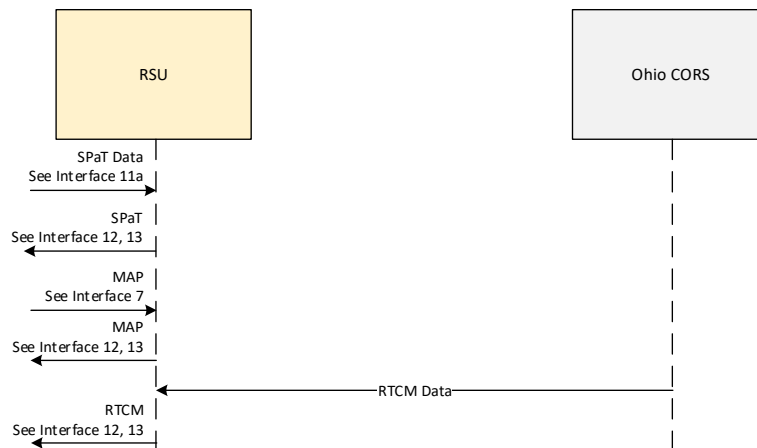 RSU
Ohio CORS
SPaT Data
See Interface 11a
SPaT
See Interface 12, 13
MAP
See Interface 7
MAP
See Interface 12, 13
RTCM Data
RTCM
See Interface 12, 13